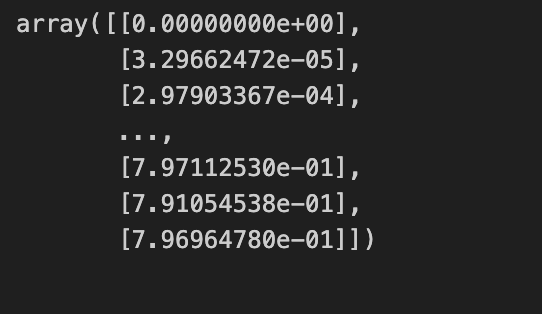 array([[0.00000000e+00],
[3.29662472e-05],
[2.97903367e-04],
...,
[7.97112530e-01],
[7.91054538e-01],
[7.96964780e-01]])